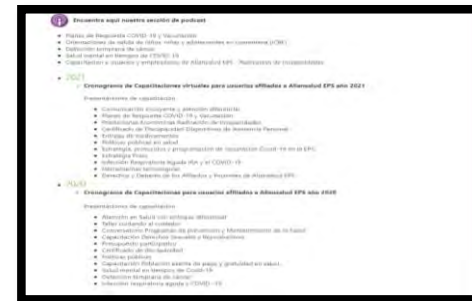 Encuentra aquí nuestra sección de podcast
Planes de Respuesta COVID-19 y Vacunación
Orientaciones de salida de niños, niñas y adolescentes en cuarentena (ICBF)
Detección temprana de cáncer
Salud mental en tiempos de COVID-19
Capacitación a usuarios y empleadores de Aliansalud EPS - Radicación de incapacidades
2021
Cronograma de Capacitaciones virtuales para usuarios afiliados a Aliansalud EPS año 2021
Presentaciones de capacitación
Comunicación incluyente y atención diferencial
Planes de Respuesta COVID-19 y Vacunación
Prestaciones Económicas Radicación de Incapacidades
Certificado de Discapacidad Dispositivos de Asistencia Personal
Entrega de medicamentos
Políticas públicas en salud
Estrategia, protocolos y programación de vacunación Covid-19 en el EPS
Estrategia Prass
Infección Respiratoria Aguda IRA y el COVID-19
Herramientas tecnológicas
Derechos y Deberes de los Afiliados y Pacientes de Aliansalud EPS
2020
Cronograma de Capacitaciones para usuarios afiliados a Aliansalud EPS año 2020
Presentaciones de capacitación
Atención en Salud con enfoque diferencial
Taller cuidando al cuidador
Conversatorio Programas de prevención y Mantenimiento de la Salud
Capacitación Derechos Sexuales y Reproductivos
Presupuesto participativo
Certificado de discapacidad
Políticas públicas
Capacitación Población exenta de pago y gratuidad en salud
Salud mental en tiempos de Covid-19
Detección temprana de cáncer
Infección respiratoria aguda y COVID-19